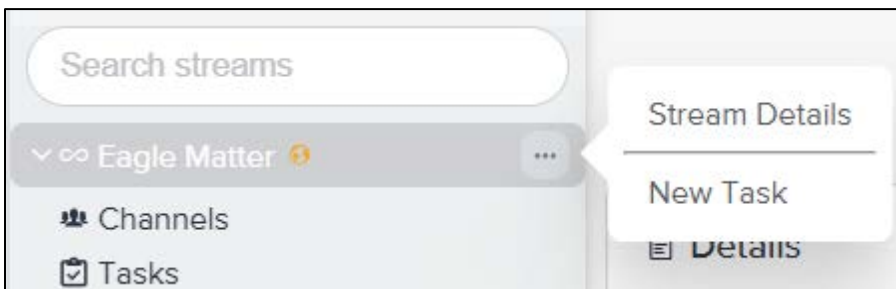 Search streams
Eagle Matter
Channels
Tasks
Stream Details
New Task
Details